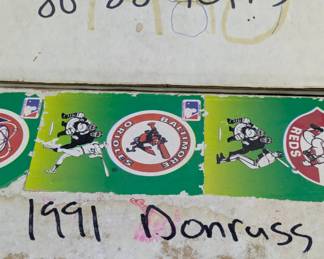 BALTIMORE
ORIOLES
REDS
1991 Donruss